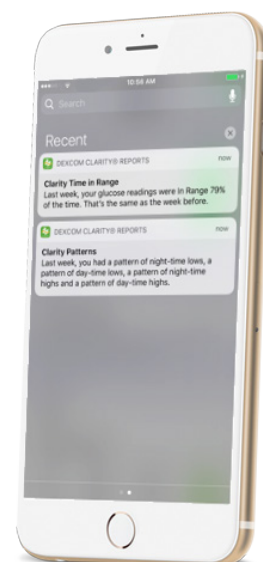 10:56 AM
Search
Recent
DEXCOM CLARITY® REPORTS now
Clarity Time in Range
Last week, your glucose readings were in Range 79%
of the time. That's the same as the week before.
DEXCOM CLARITY® REPORTS now
Clarity Patterns
Last week, you had a pattern of night-time lows, a
pattern of day-time lows, a pattern of night-time
highs and a pattern of day-time highs.